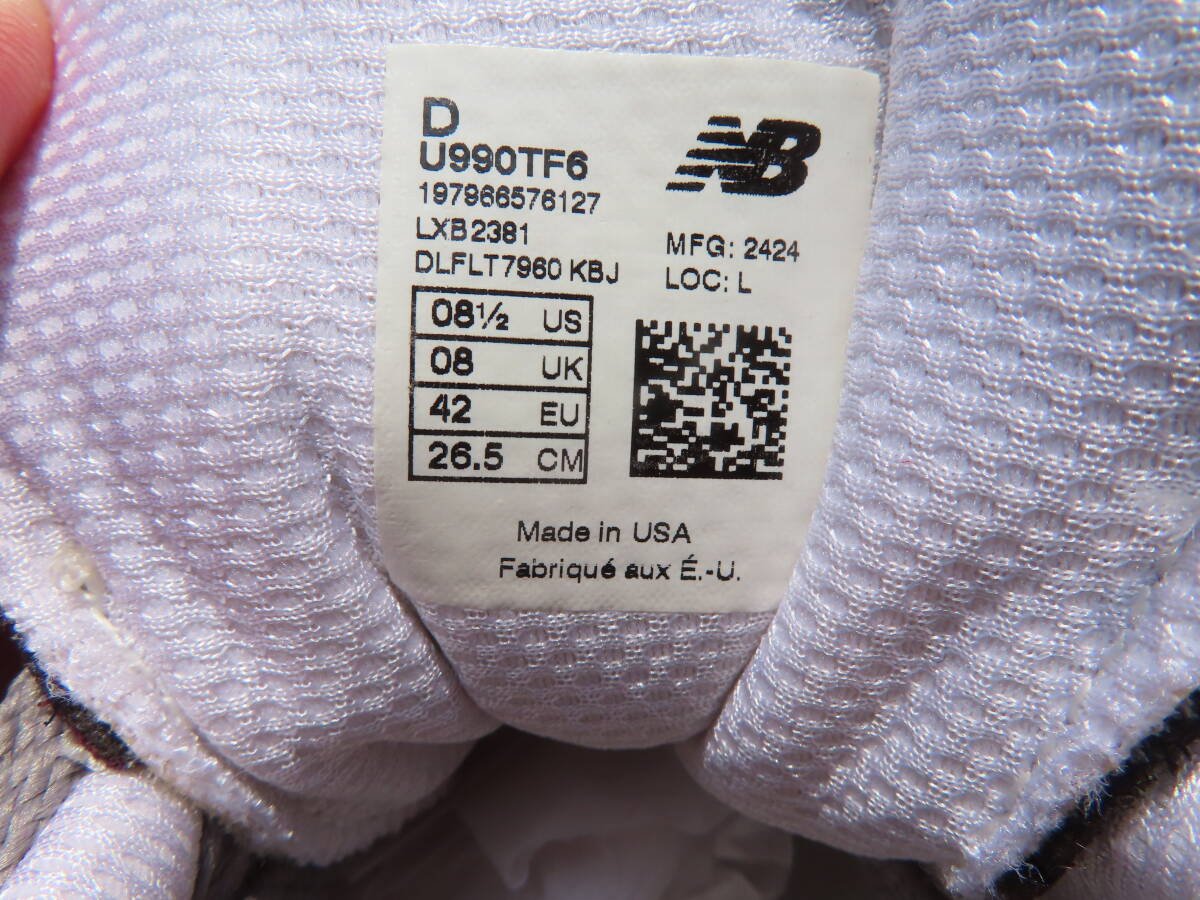 D
U990TF6
197966576127
LXB2381
DLFLT7960 KBJ
NB
MFG: 2424
LOC: L
08½ US
08 UK
42 EU
26.5 CM
Made in USA
Fabriqué aux É.-U.